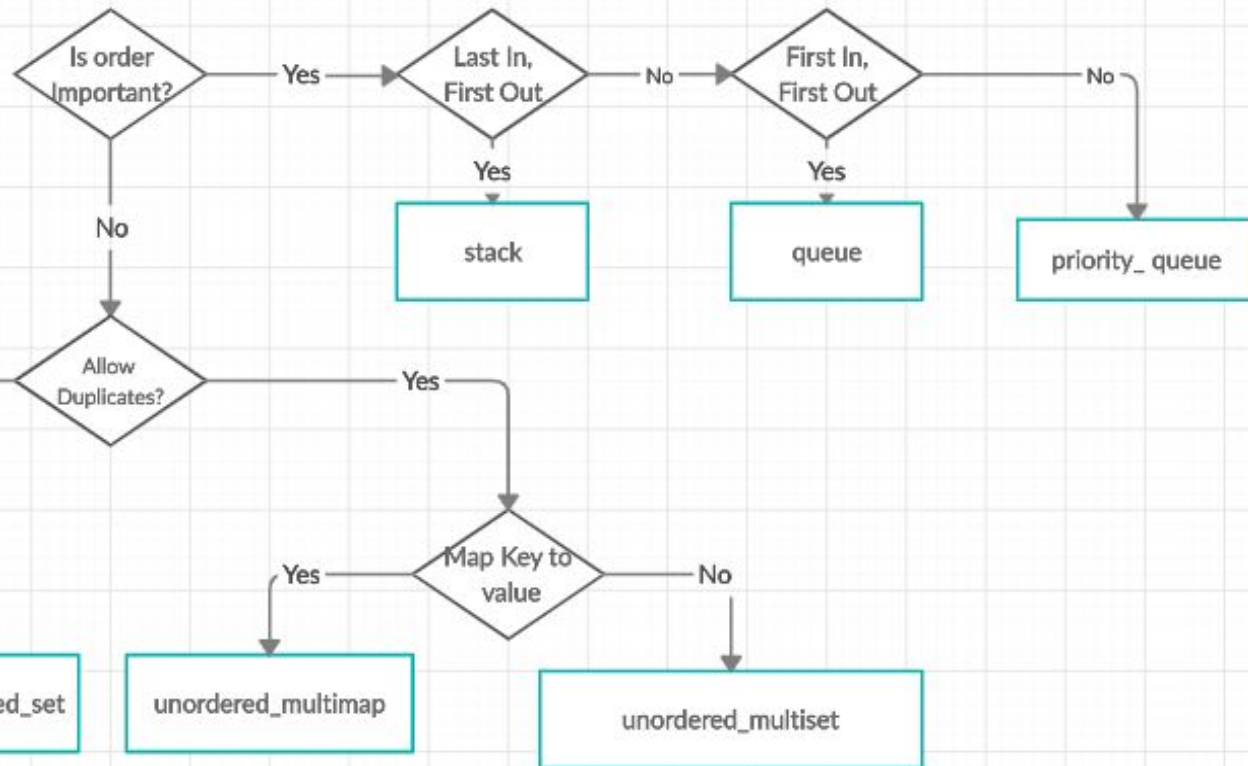 Is order
Important?
Yes
Last In,
First Out
No
First In,
First Out
No
Yes
Yes
No
stack
queue
priority_ queue
Allow
Duplicates?
Yes
Map Key to
value
Yes
No
ed_set
unordered_multimap
unordered_multiset